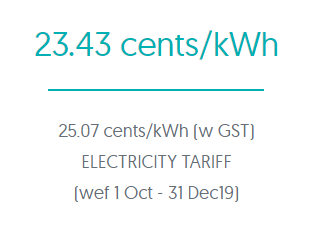 23.43 cents/kWh
25.07 cents/kWh (w GST)
ELECTRICITY TARIFF
(wef 1 Oct - 31 Dec19)